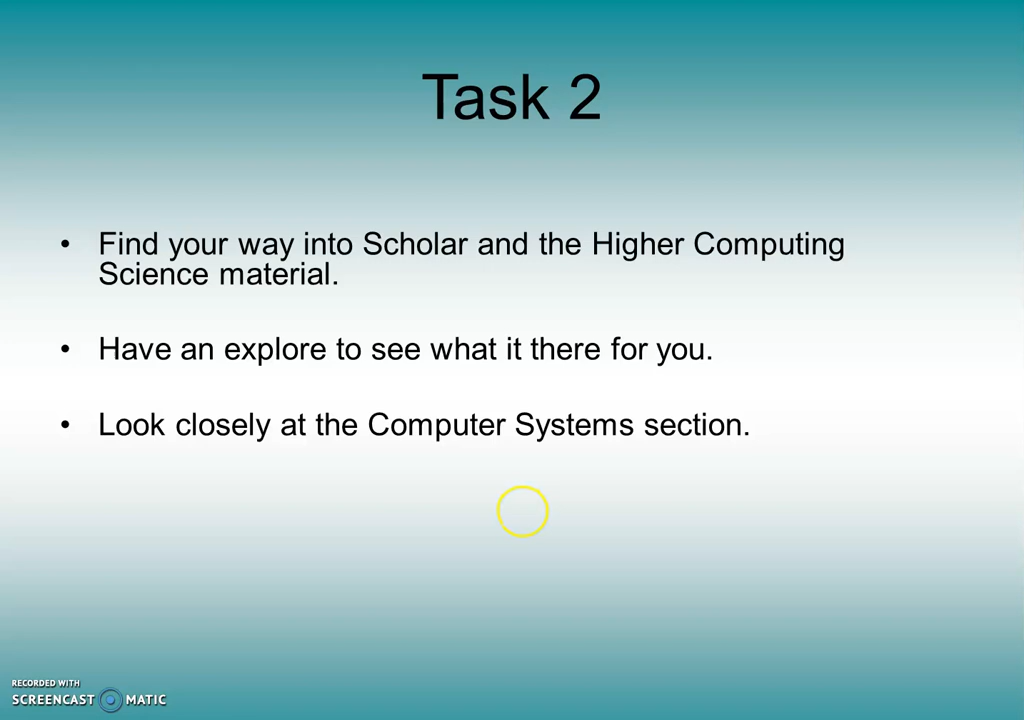 Task 2
• Find your way into Scholar and the Higher Computing
Science material.
• Have an explore to see what it there for you.
• Look closely at the Computer Systems section.
RECORDED WITH
SCREENCAST MATIC